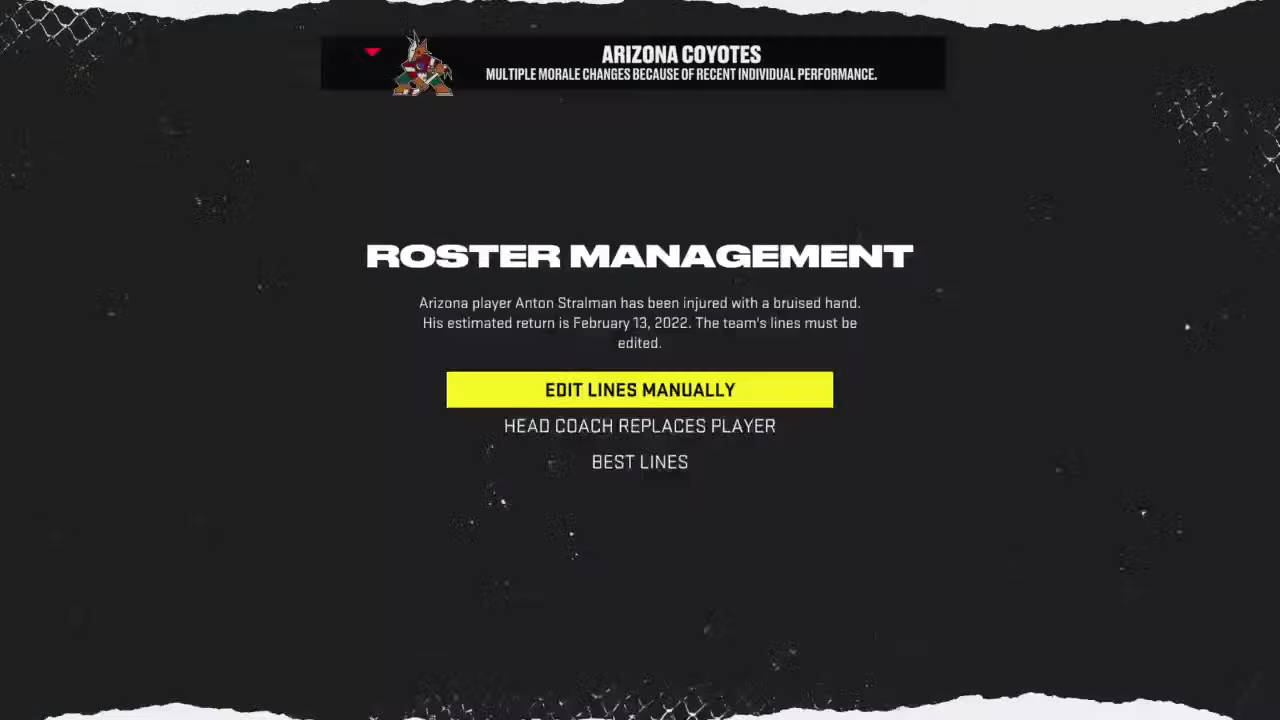 ARIZONA COYOTES
MULTIPLE MORALE CHANGES BECAUSE OF RECENT INDIVIDUAL PERFORMANCE.
ROSTER MANAGEMENT
Arizona player Anton Stralman has been injured with a bruised hand.
His estimated return is February 13, 2022. The team's lines must be
edited.
EDIT LINES MANUALLY
HEAD COACH REPLACES PLAYER
BEST LINES